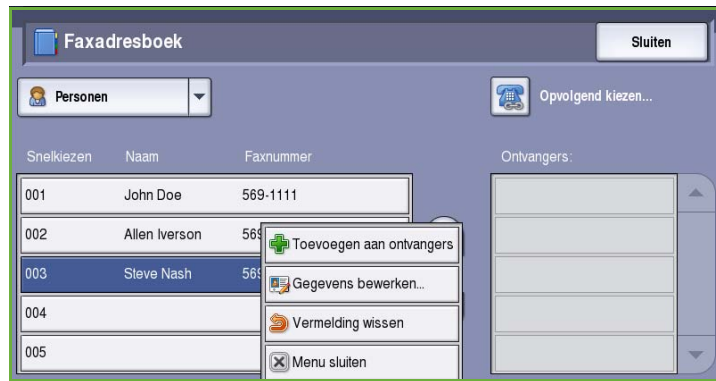 Faxadresboek
Sluiten
Personen
Opvolgend kiezen...
Snelkiezen Naam Faxnummer Ontvangers:
001 John Doe 569-1111
002 Allen Iverson
Toevoegen aan ontvangers
003 Steve Nash
Gegevens bewerken...
004
Vermelding wissen
005
Menu sluiten